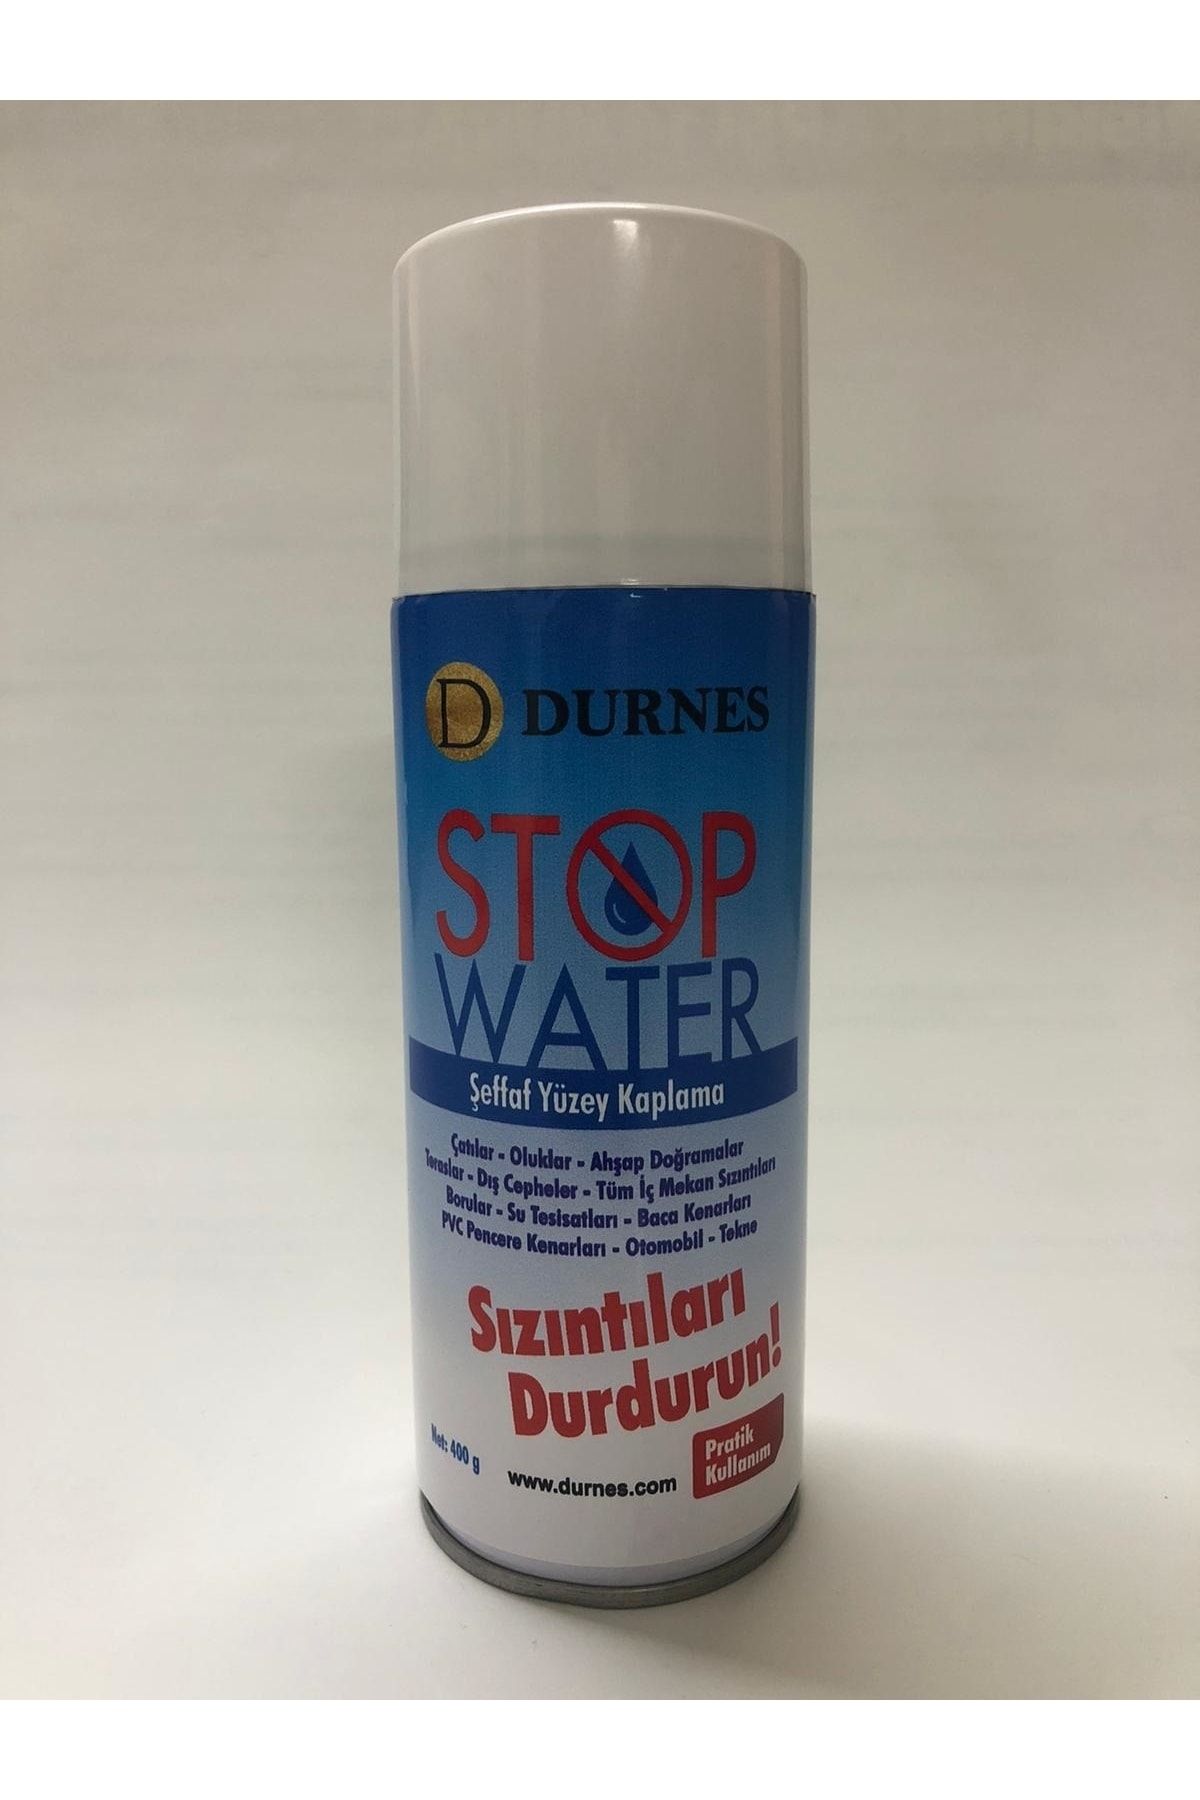 D DURNES
STOP
WATER
Şeffaf Yüzey Kaplama
Çatılar - Oluklar - Ahşap Doğramalar
Teraslar - Dış Cepheler - Tüm İç Mekan Sızıntıları
Borular - Su Tesisatları - Baca Kenarları
PVC Pencere Kenarları - Otomobil - Tekne
Sızıntıları
Durdurun!
Net: 400 g
www.durnes.com
Pratik
Kullanım